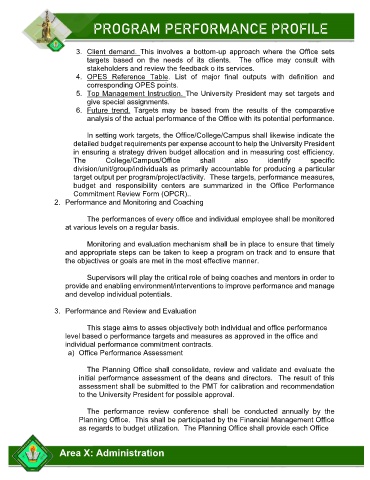 PROGRAM PERFORMANCE PROFILE
3. Client demand. This involves a bottom-up approach where the Office sets
targets based on the needs of its clients. The office may consult with
stakeholders and review the feedback o its services.
4. OPES Reference Table. List of major final outputs with definition and
corresponding OPES points.
5. Top Management Instruction. The University President may set targets and
give special assignments.
6. Future trend. Targets may be based from the results of the comparative
analysis of the actual performance of the Office with its potential performance.
In setting work targets, the Office/College/Campus shall likewise indicate the
detailed budget requirements per expense account to help the University President
in ensuring a strategy driven budget allocation and in measuring cost efficiency.
The College/Campus/Office shall also identify specific
division/unit/group/individuals as primarily accountable for producing a particular
target output per program/project/activity. These targets, performance measures,
budget and responsibility centers are summarized in the Office Performance
Commitment Review Form (OPCR)..
2. Performance and Monitoring and Coaching
The performances of every office and individual employee shall be monitored
at various levels on a regular basis.
Monitoring and evaluation mechanism shall be in place to ensure that timely
and appropriate steps can be taken to keep a program on track and to ensure that
the objectives or goals are met in the most effective manner.
Supervisors will play the critical role of being coaches and mentors in order to
provide and enabling environment/interventions to improve performance and manage
and develop individual potentials.
3. Performance and Review and Evaluation
This stage aims to asses objectively both individual and office performance
level based o performance targets and measures as approved in the office and
individual performance commitment contracts.
a) Office Performance Assessment
The Planning Office shall consolidate, review and validate and evaluate the
initial performance assessment of the deans and directors. The result of this
assessment shall be submitted to the PMT for calibration and recommendation
to the University President for possible approval.
The performance review conference shall be conducted annually by the
Planning Office. This shall be participated by the Financial Management Office
as regards to budget utilization. The Planning Office shall provide each Office
Area X: Administration